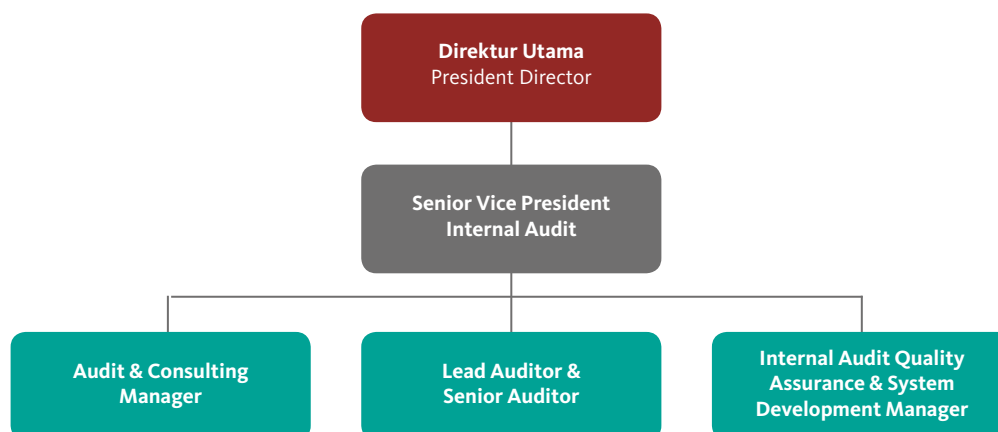 Direktur Utama
President Director
Senior Vice President
Internal Audit
Audit & Consulting
Manager
Lead Auditor &
Senior Auditor
Internal Audit Quality
Assurance & System
Development Manager